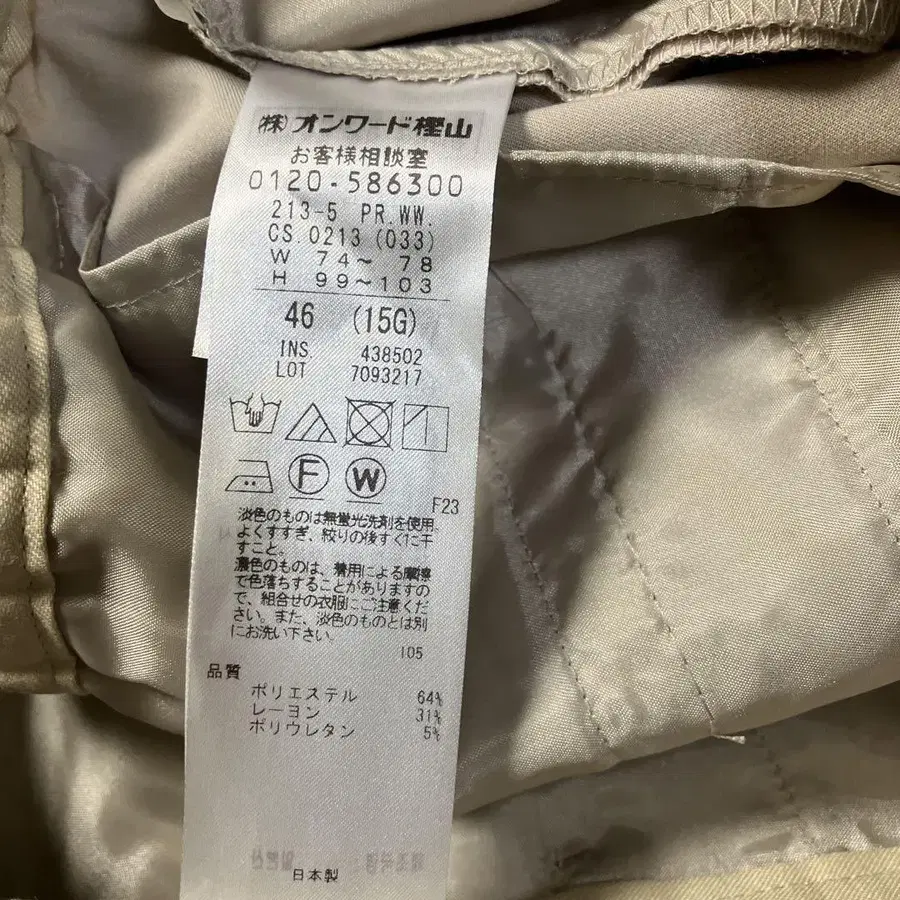 (株)オンワード樫山
お客様相談室
0120-586300
213-5 PR.WW.
CS.0213 (033)
W 74～ 78
H 99～103
46 (15G)
INS. 438502
LOT 7093217
F W
F23
淡色のものは無蛍光洗剤を使用。
よくすすぎ、絞りの後すぐに干
すこと。
濃色のものは、着用による摩擦
で色落ちすることがありますの
で、組合せの衣服にご注意くだ
さい。また、淡色のものとは別
にお洗い下さい。
105
品質
ポリエステル 64%
レーヨン 31%
ポリウレタン 5%
日本製